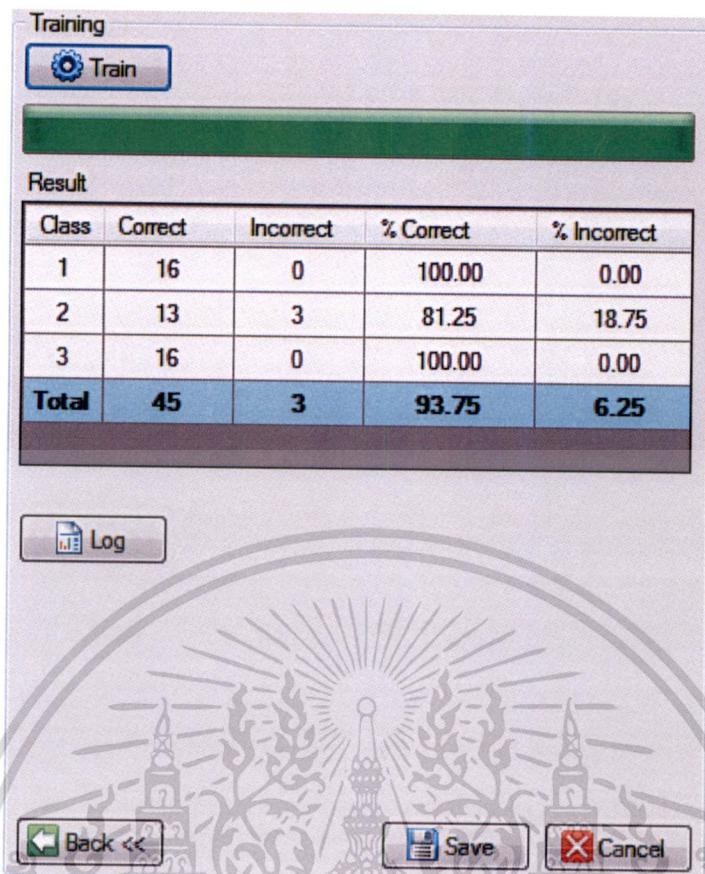 Training
Train
Result
Class Correct Incorrect % Correct % Incorrect
1 16 0 100.00 0.00
2 13 3 81.25 18.75
3 16 0 100.00 0.00
Total 45 3 93.75 6.25
Log
Back << Save Cancel